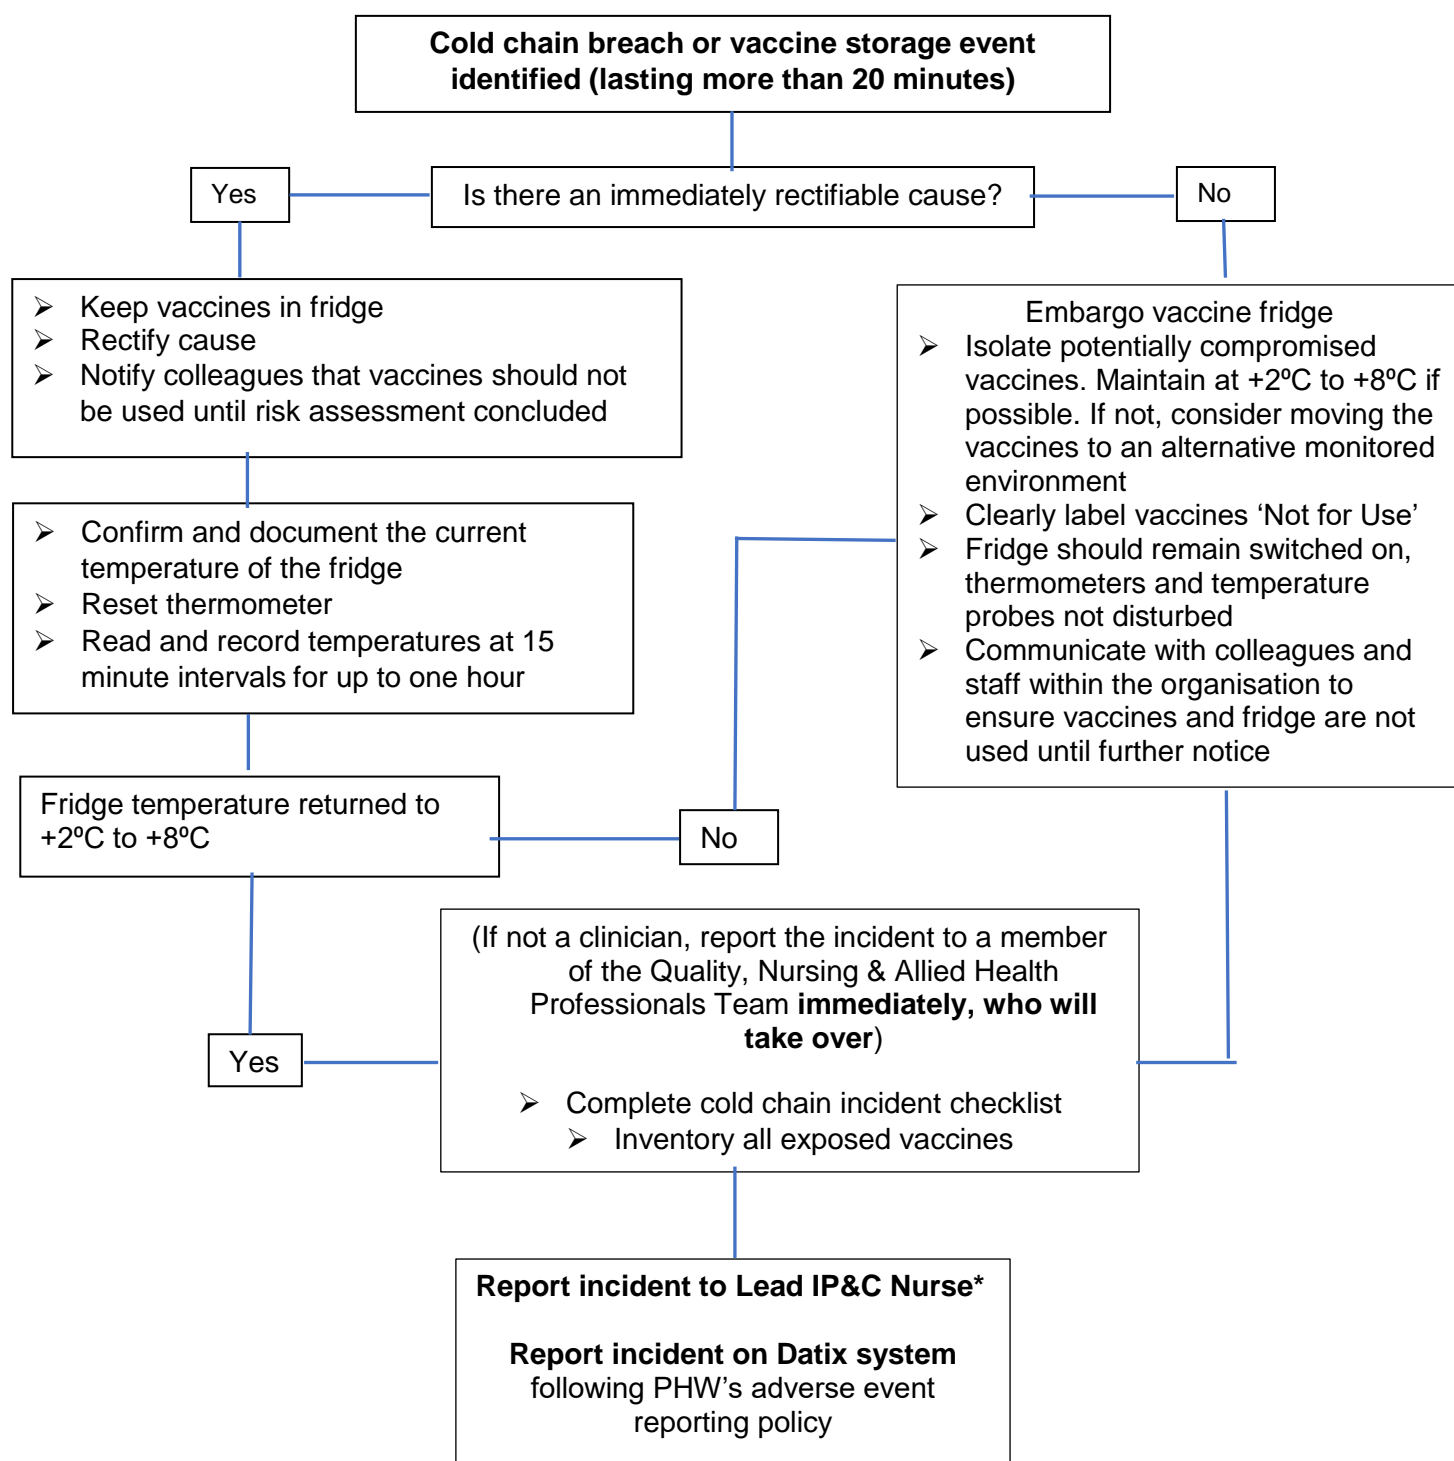 Cold chain breach or vaccine storage event
identified (lasting more than 20 minutes)
Yes
Is there an immediately rectifiable cause?
No
➢ Keep vaccines in fridge
➢ Rectify cause
➢ Notify colleagues that vaccines should not
be used until risk assessment concluded
Embargo vaccine fridge
➢ Isolate potentially compromised
vaccines. Maintain at +2ºC to +8ºC if
possible. If not, consider moving the
vaccines to an alternative monitored
environment
➢ Clearly label vaccines ‘Not for Use’
➢ Fridge should remain switched on,
thermometers and temperature
probes not disturbed
➢ Communicate with colleagues and
staff within the organisation to
ensure vaccines and fridge are not
used until further notice
➢ Confirm and document the current
temperature of the fridge
➢ Reset thermometer
➢ Read and record temperatures at 15
minute intervals for up to one hour
Fridge temperature returned to
+2ºC to +8ºC
No
Yes
(If not a clinician, report the incident to a member
of the Quality, Nursing & Allied Health
Professionals Team immediately, who will
take over)
➢ Complete cold chain incident checklist
➢ Inventory all exposed vaccines
Report incident to Lead IP&C Nurse*
Report incident on Datix system
following PHW’s adverse event
reporting policy